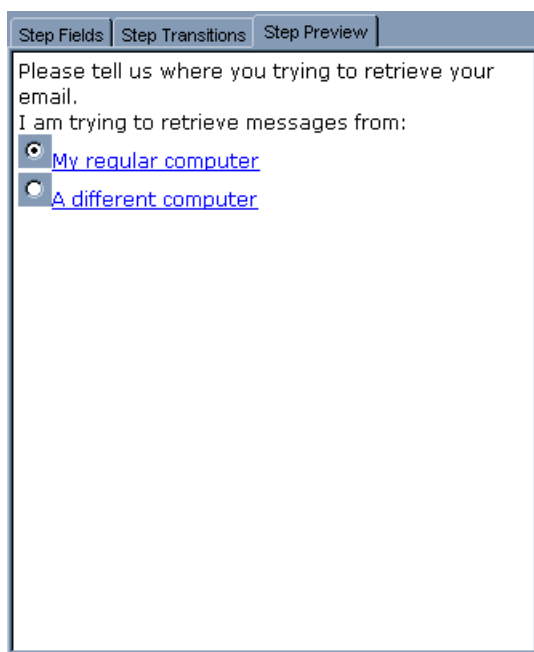 Step Fields Step Transitions Step Preview
Please tell us where you trying to retrieve your
email.
I am trying to retrieve messages from:
My regular computer
A different computer